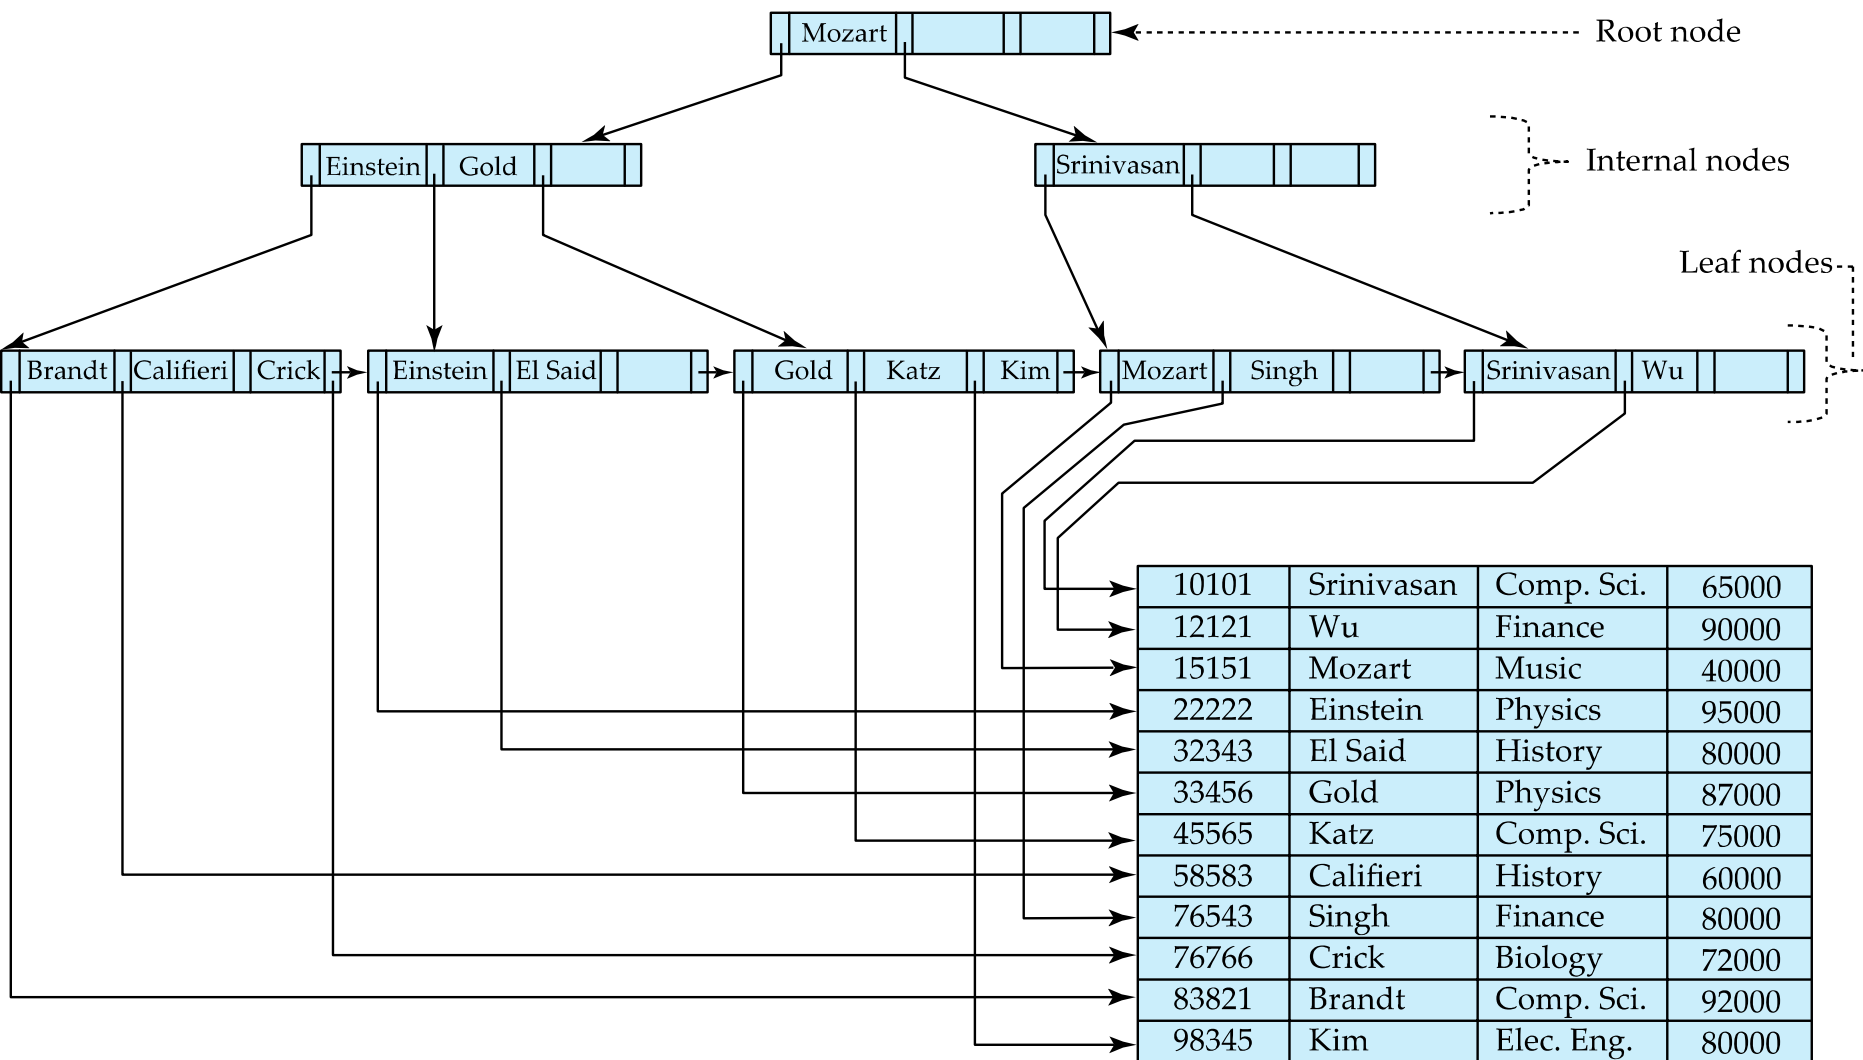 Mozart
Root node
Einstein Gold
Srinivasan
Internal nodes
Leaf nodes
Brandt Califieri Crick Einstein El Said Gold Katz Kim Mozart Singh Srinivasan Wu
10101 Srinivasan Comp. Sci. 65000
12121 Wu Finance 90000
15151 Mozart Music 40000
22222 Einstein Physics 95000
32343 El Said History 80000
33456 Gold Physics 87000
45565 Katz Comp. Sci. 75000
58583 Califieri History 60000
76543 Singh Finance 80000
76766 Crick Biology 72000
83821 Brandt Comp. Sci. 92000
98345 Kim Elec. Eng. 80000